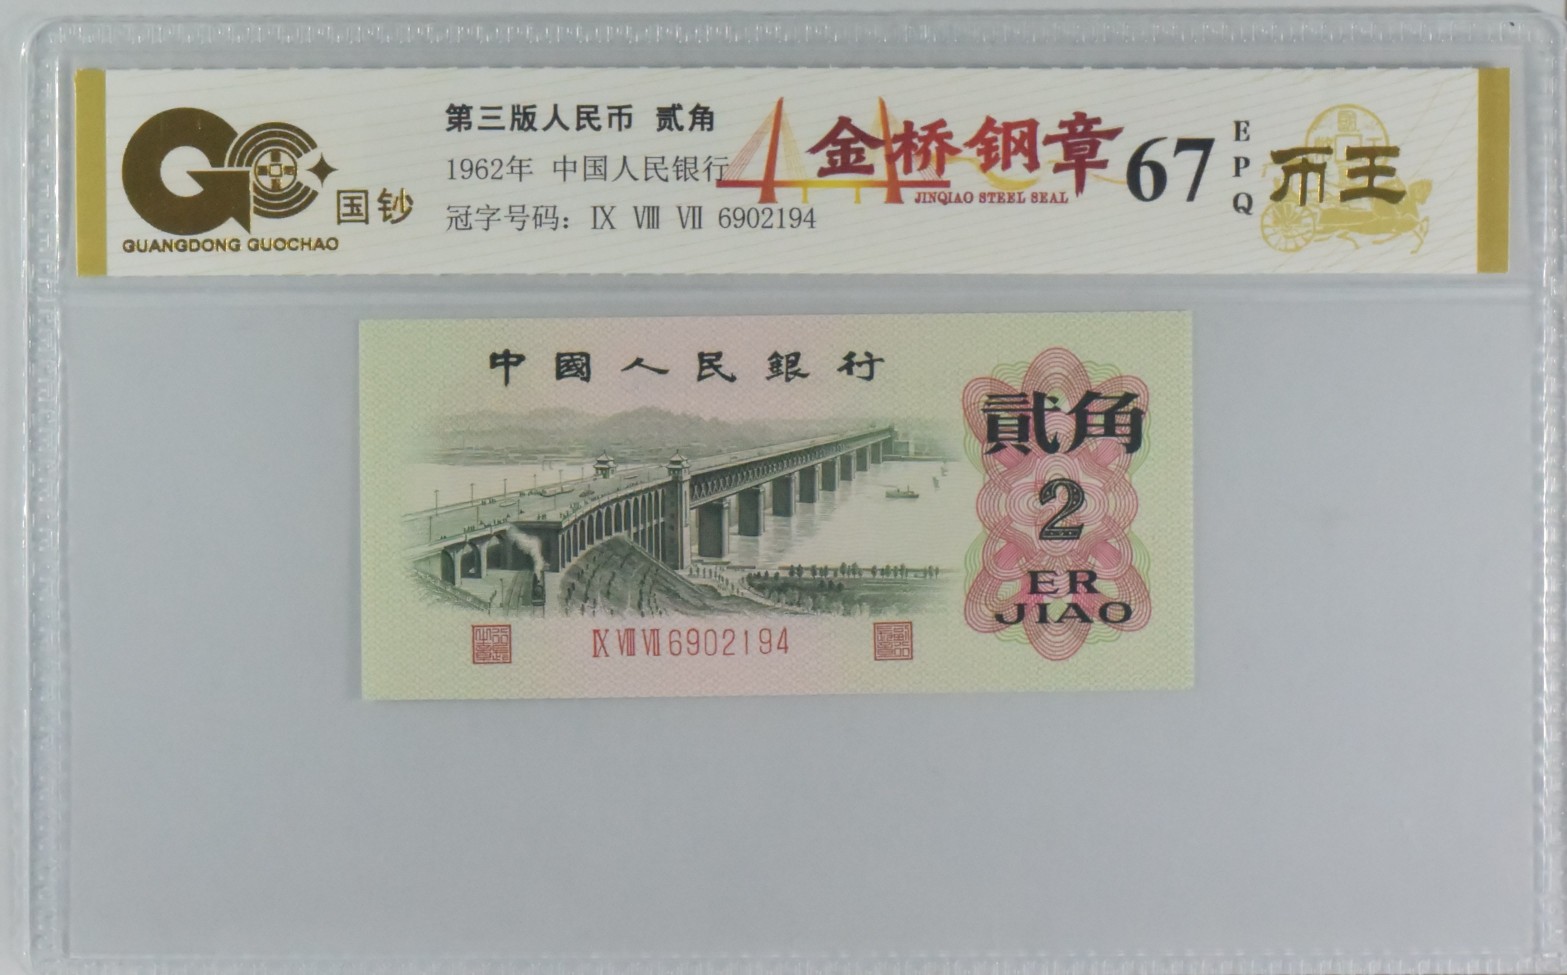 GUANGDONG GUOCHAO
国钞
第三版人民币 贰角
1962年 中国人民银行
冠字号码：Ⅸ Ⅷ Ⅶ 6902194
金桥钢章
JINQIAO STEEL SEAL
67
EPQ
币王
中國人民銀行
貳角
2
ER
JIAO
Ⅸ Ⅷ Ⅶ 6902194